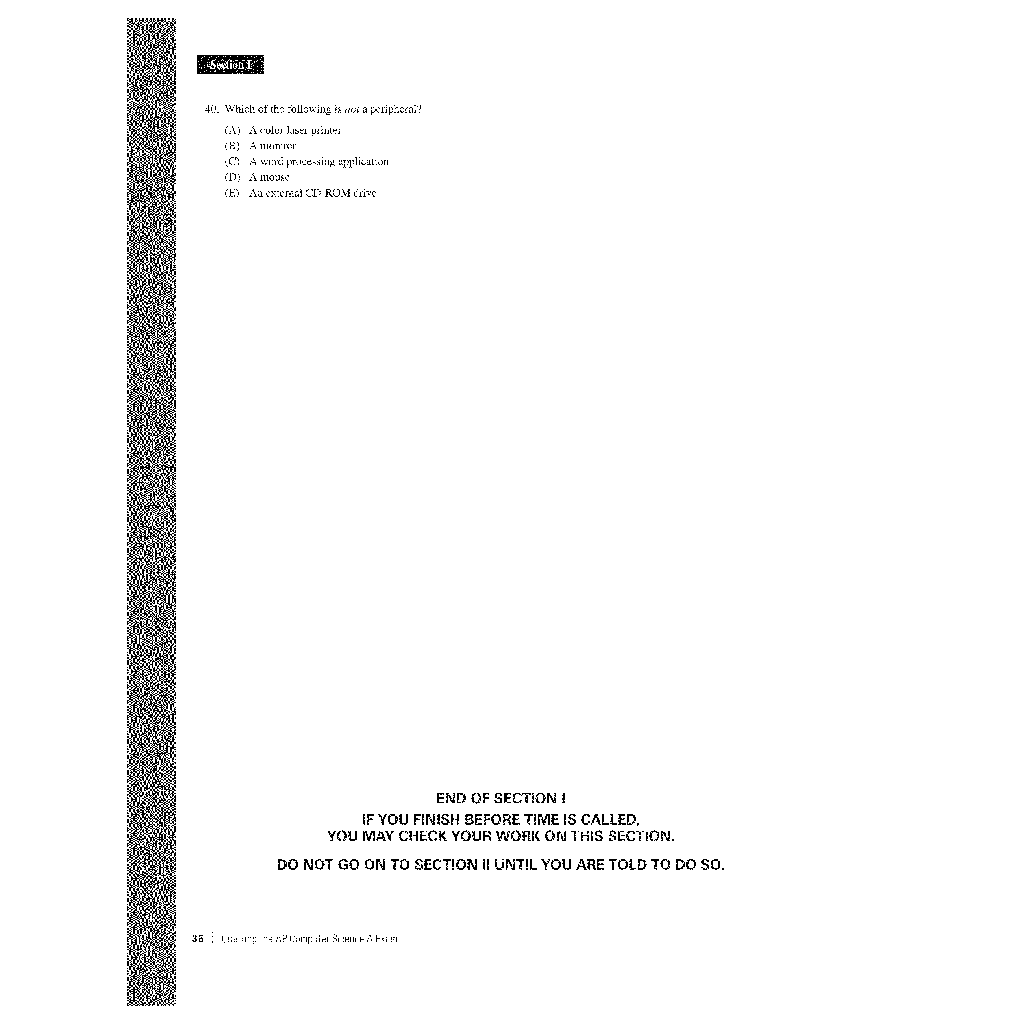 Section I
40. Which of the following is not a peripheral?
(A) A color laser printer
(B) A monitor
(C) A word processing application
(D) A mouse
(E) An external CD-ROM drive
END OF SECTION I
IF YOU FINISH BEFORE TIME IS CALLED,
YOU MAY CHECK YOUR WORK ON THIS SECTION.
DO NOT GO ON TO SECTION II UNTIL YOU ARE TOLD TO DO SO.
36 | AP Computer Science A Exam